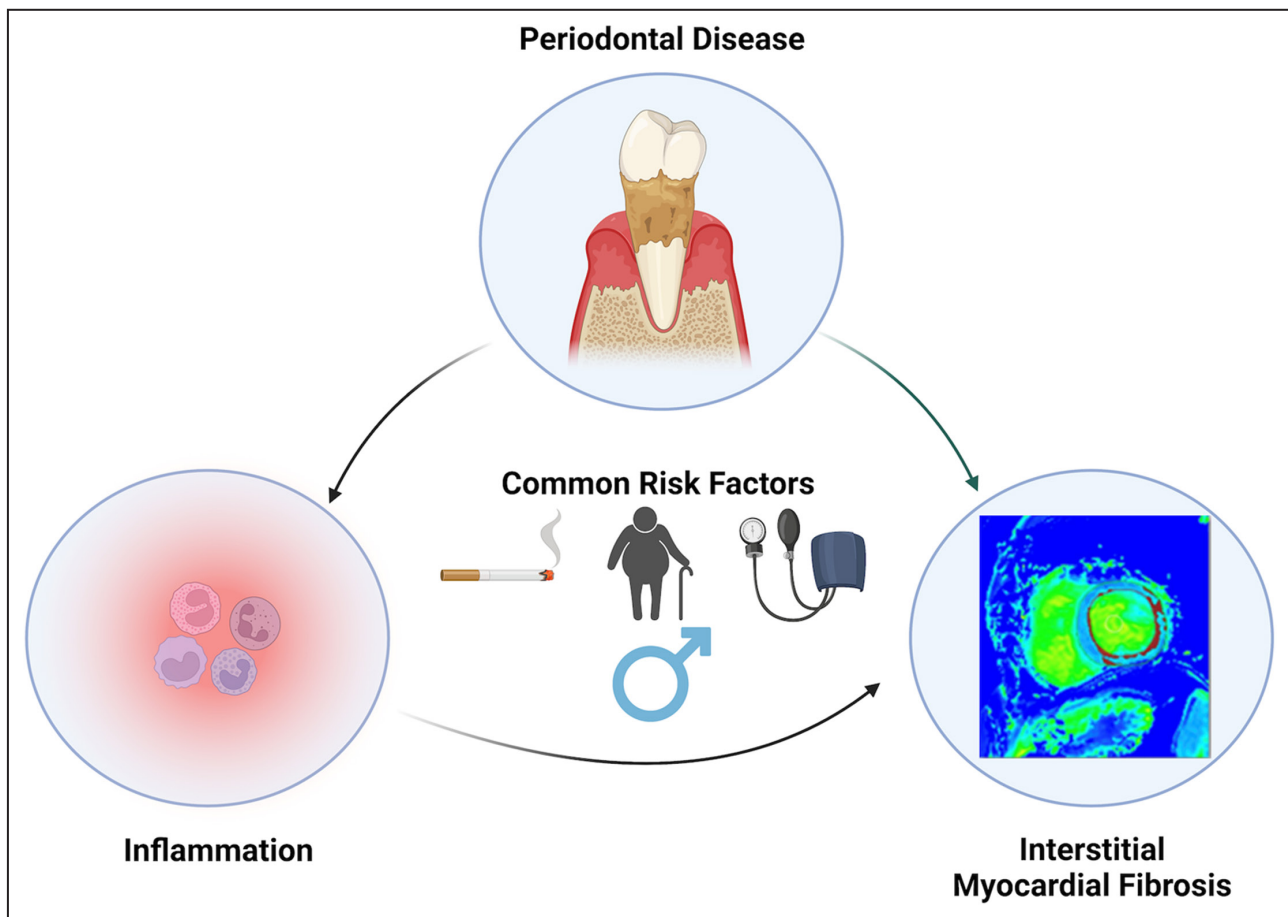 Periodontal Disease
Common Risk Factors
Inflammation
Interstitial
Myocardial Fibrosis